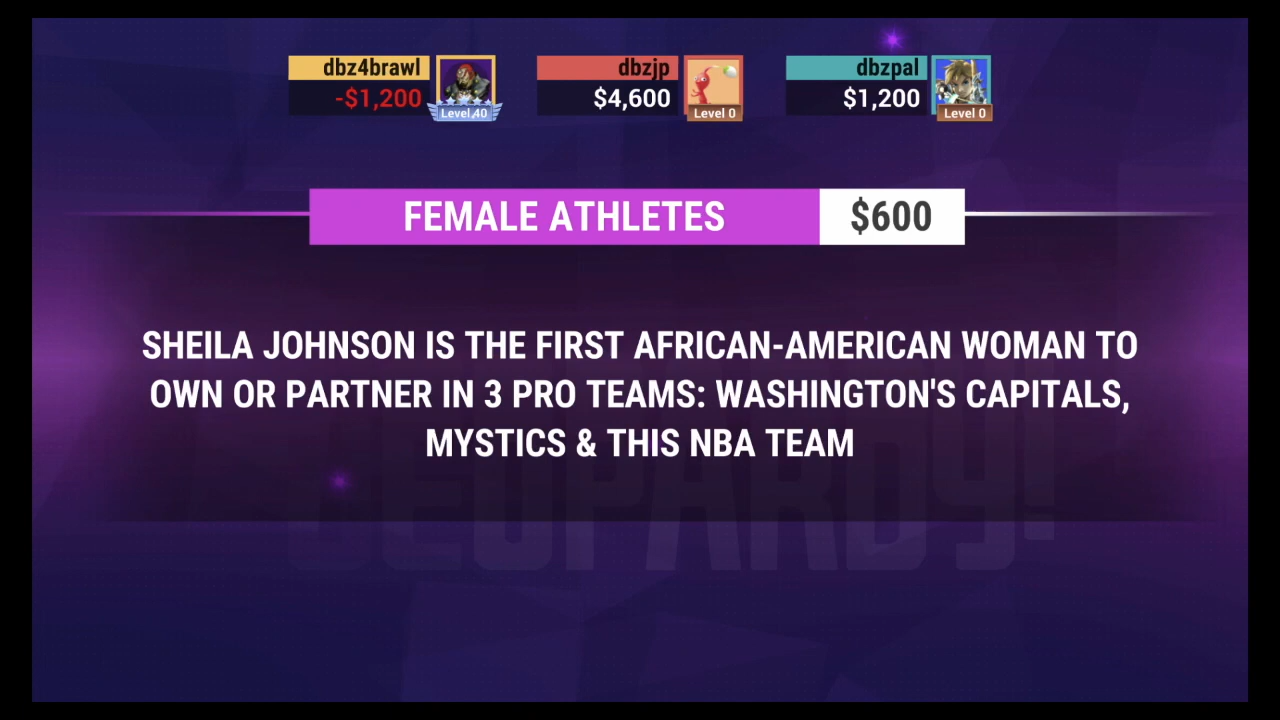 dbz4brawl
-$1,200
Level 40
dbzjp
$4,600
Level 0
dbzpal
$1,200
Level 0
FEMALE ATHLETES
$600
SHEILA JOHNSON IS THE FIRST AFRICAN-AMERICAN WOMAN TO
OWN OR PARTNER IN 3 PRO TEAMS: WASHINGTON'S CAPITALS,
MYSTICS & THIS NBA TEAM
JEOPARDY!